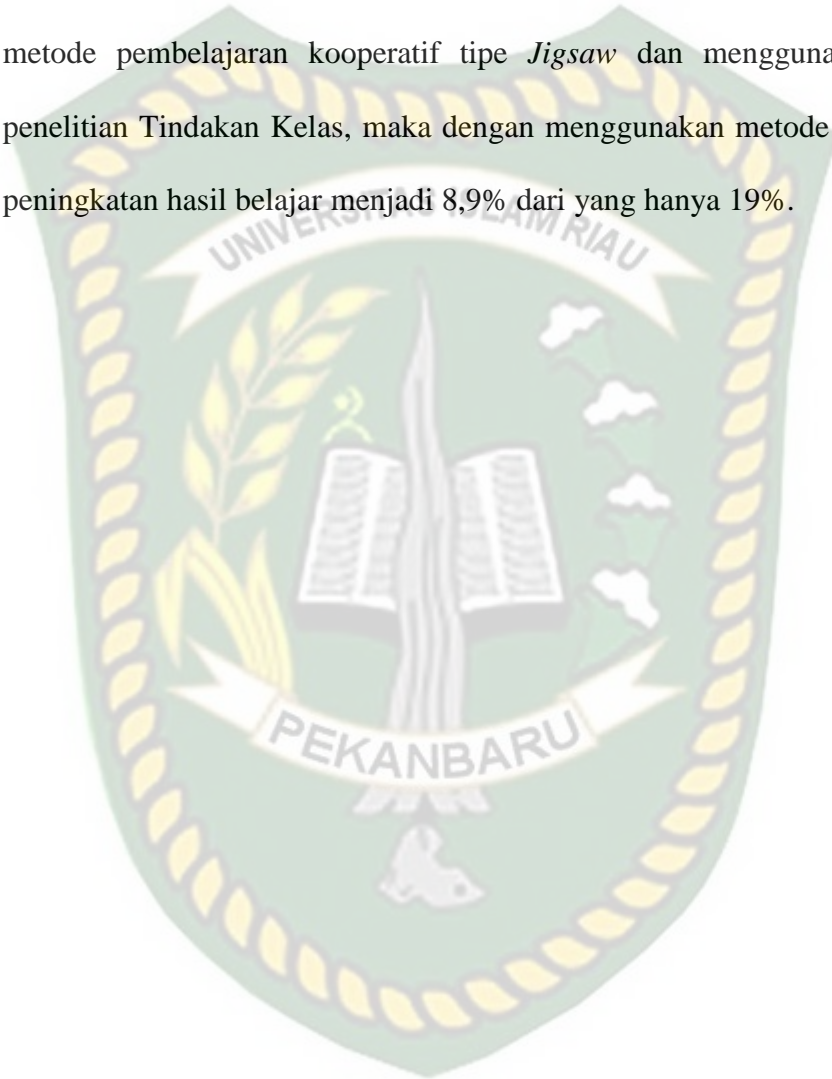 metode pembelajaran kooperatif tipe Jigsaw dan
penelitian Tindakan Kelas, maka dengan menggunakan metode
peningkatan hasil belajar menjadi 8,9% dari yang hanya 19%.
UNIVERSITAS ISLAM RIAU
PEKANBARU